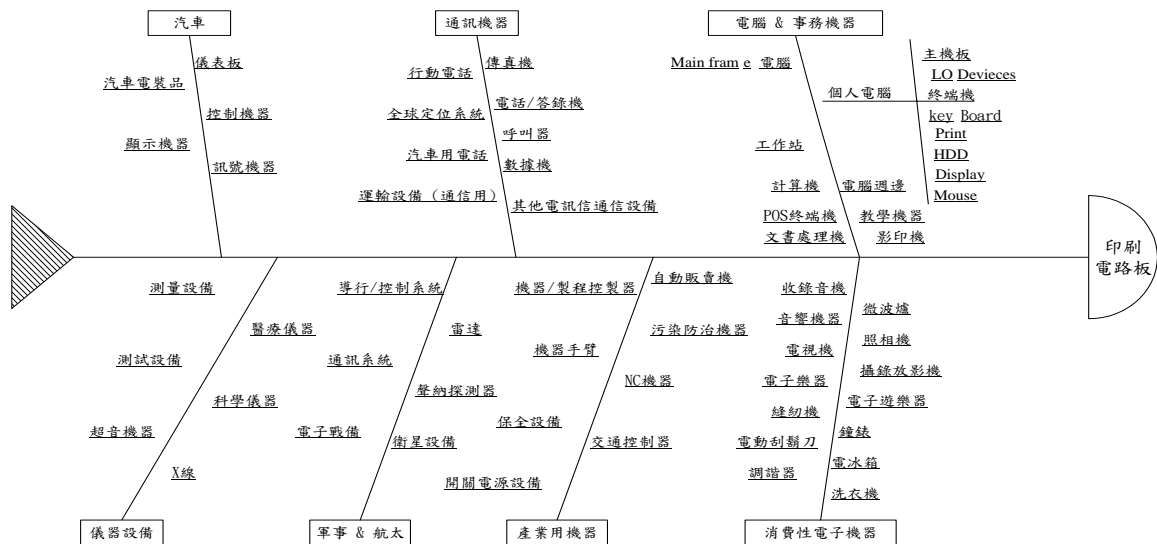 汽車
通訊機器
電腦 & 事務機器
儀表板
汽車電裝品
控制機器
顯示機器
訊號機器
傳真機
行動電話
電話/答錄機
全球定位系統
呼叫器
汽車用電話
數據機
運輸設備 (通信用)
其他電訊信通信設備
Main fram e 電腦
個人電腦
主機板
LO Devieces
終端機
key Board
Print
HDD
Display
Mouse
工作站
計算機
電腦週邊
POS終端機
教學機器
文書處理機
影印機
印刷
電路板
測量設備
醫療儀器
測試設備
科學儀器
超音機器
X線
導行/控制系統
雷達
通訊系統
聲納探測器
電子戰備
衛星設備
機器/製程控製器
自動販賣機
污染防治機器
機器手臂
NC機器
保全設備
交通控制器
開關電源設備
收錄音機
微波爐
音響機器
照相機
電視機
攝錄放影機
電子樂器
電子遊樂器
縫紉機
鐘錶
電動刮鬍刀
電冰箱
調諧器
洗衣機
儀器設備
軍事 & 航太
產業用機器
消費性電子機器